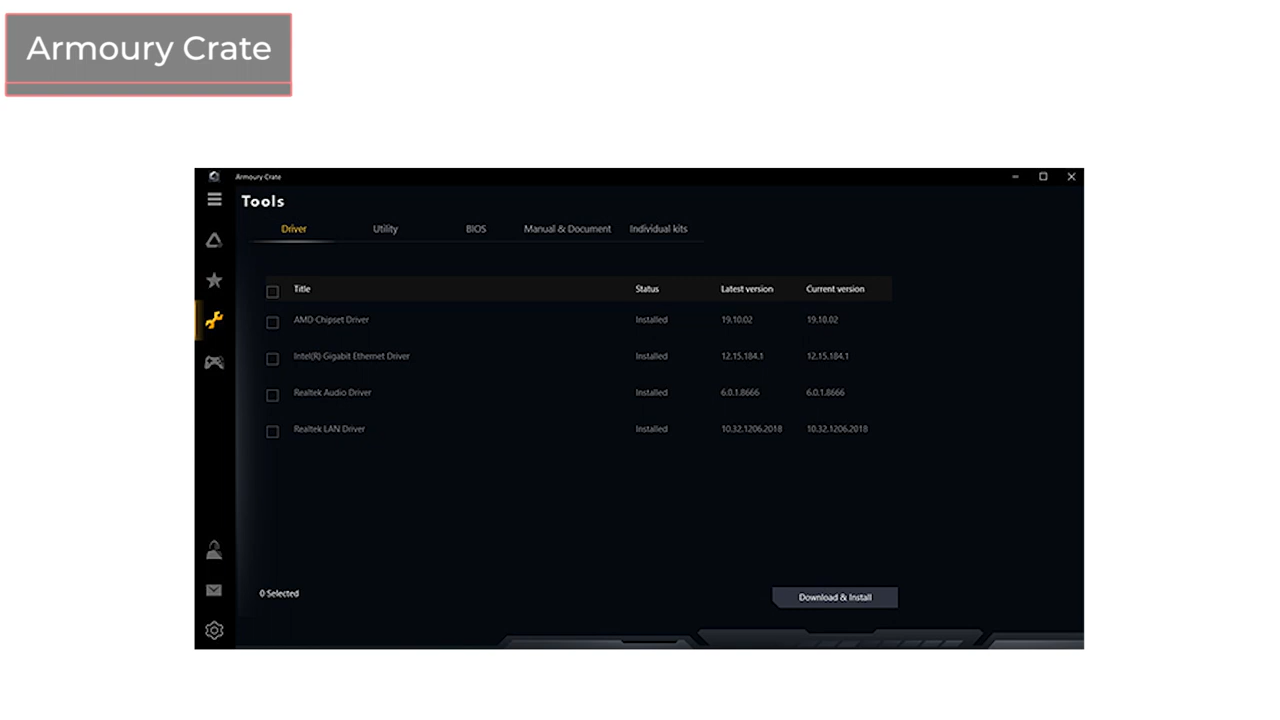 Armoury Crate
Armoury Crate
Tools
Driver Utility BIOS Manual & Document Individual kits
Title Status Latest version Current version
AMD Chipset Driver Installed 19.10.02 19.10.02
Intel(R) Gigabit Ethernet Driver Installed 12.15.184.1 12.15.184.1
Realtek Audio Driver Installed 6.0.1.8666 6.0.1.8666
Realtek LAN Driver Installed 10.32.1206.2018 10.32.1206.2018
0 Selected
Download & Install